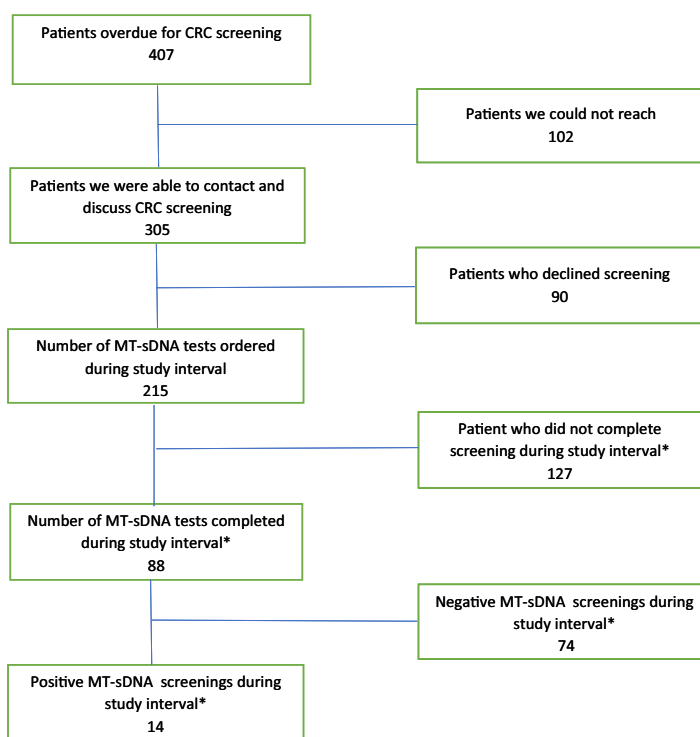 Patients overdue for CRC screening
407
Patients we could not reach
102
Patients we were able to contact and
discuss CRC screening
305
Patients who declined screening
90
Number of MT-sDNA tests ordered
during study interval
215
Patient who did not complete
screening during study interval*
127
Number of MT-sDNA tests completed
during study interval*
88
Negative MT-sDNA screenings during
study interval*
74
Positive MT-sDNA screenings during
study interval*
14